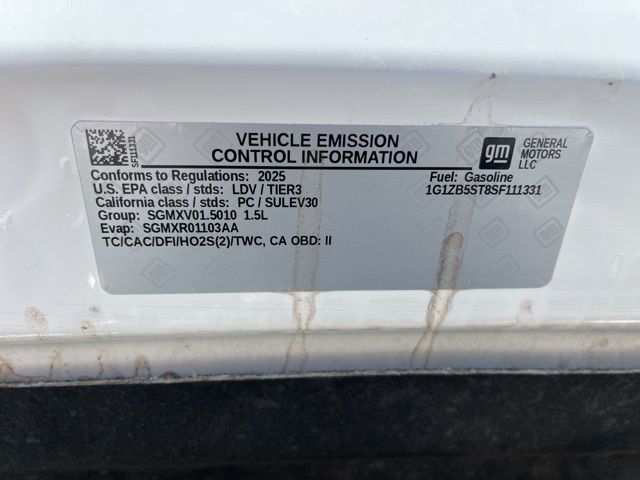 SF111331
VEHICLE EMISSION
CONTROL INFORMATION
gm GENERAL
MOTORS
LLC
Conforms to Regulations: 2025
Fuel: Gasoline
U.S. EPA class / stds: LDV / TIER3
1G1ZB5ST8SF111331
California class / stds: PC / SULEV30
Group: SGMXV01.5010 1.5L
Evap: SGMXR01103AA
TC/CAC/DFI/HO2S(2)/TWC, CA OBD: II